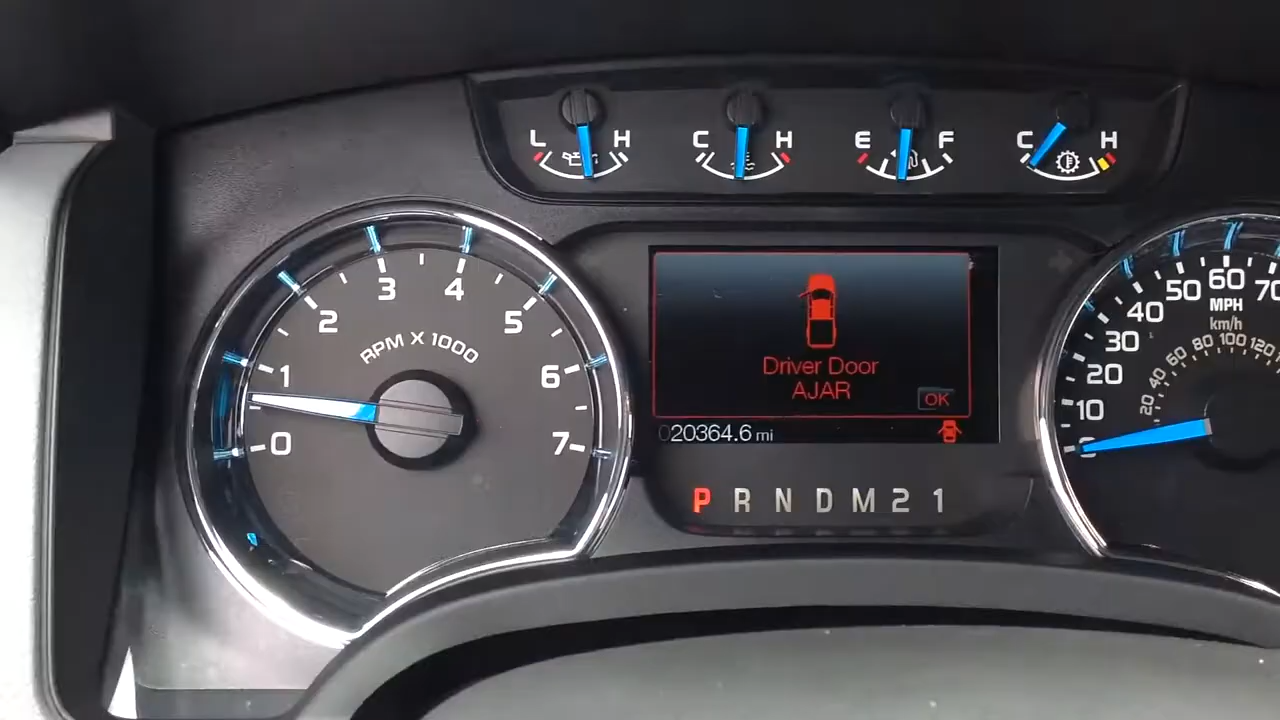 L H C H E F C H
3 4
2 5
RPM X 1000
1 6
0 7
Driver Door
AJAR
OK
020364.6 mi
P R N D M 2 1
60
50 70
MPH
40
km/h
30
80 100 120
60
20
40
20
10